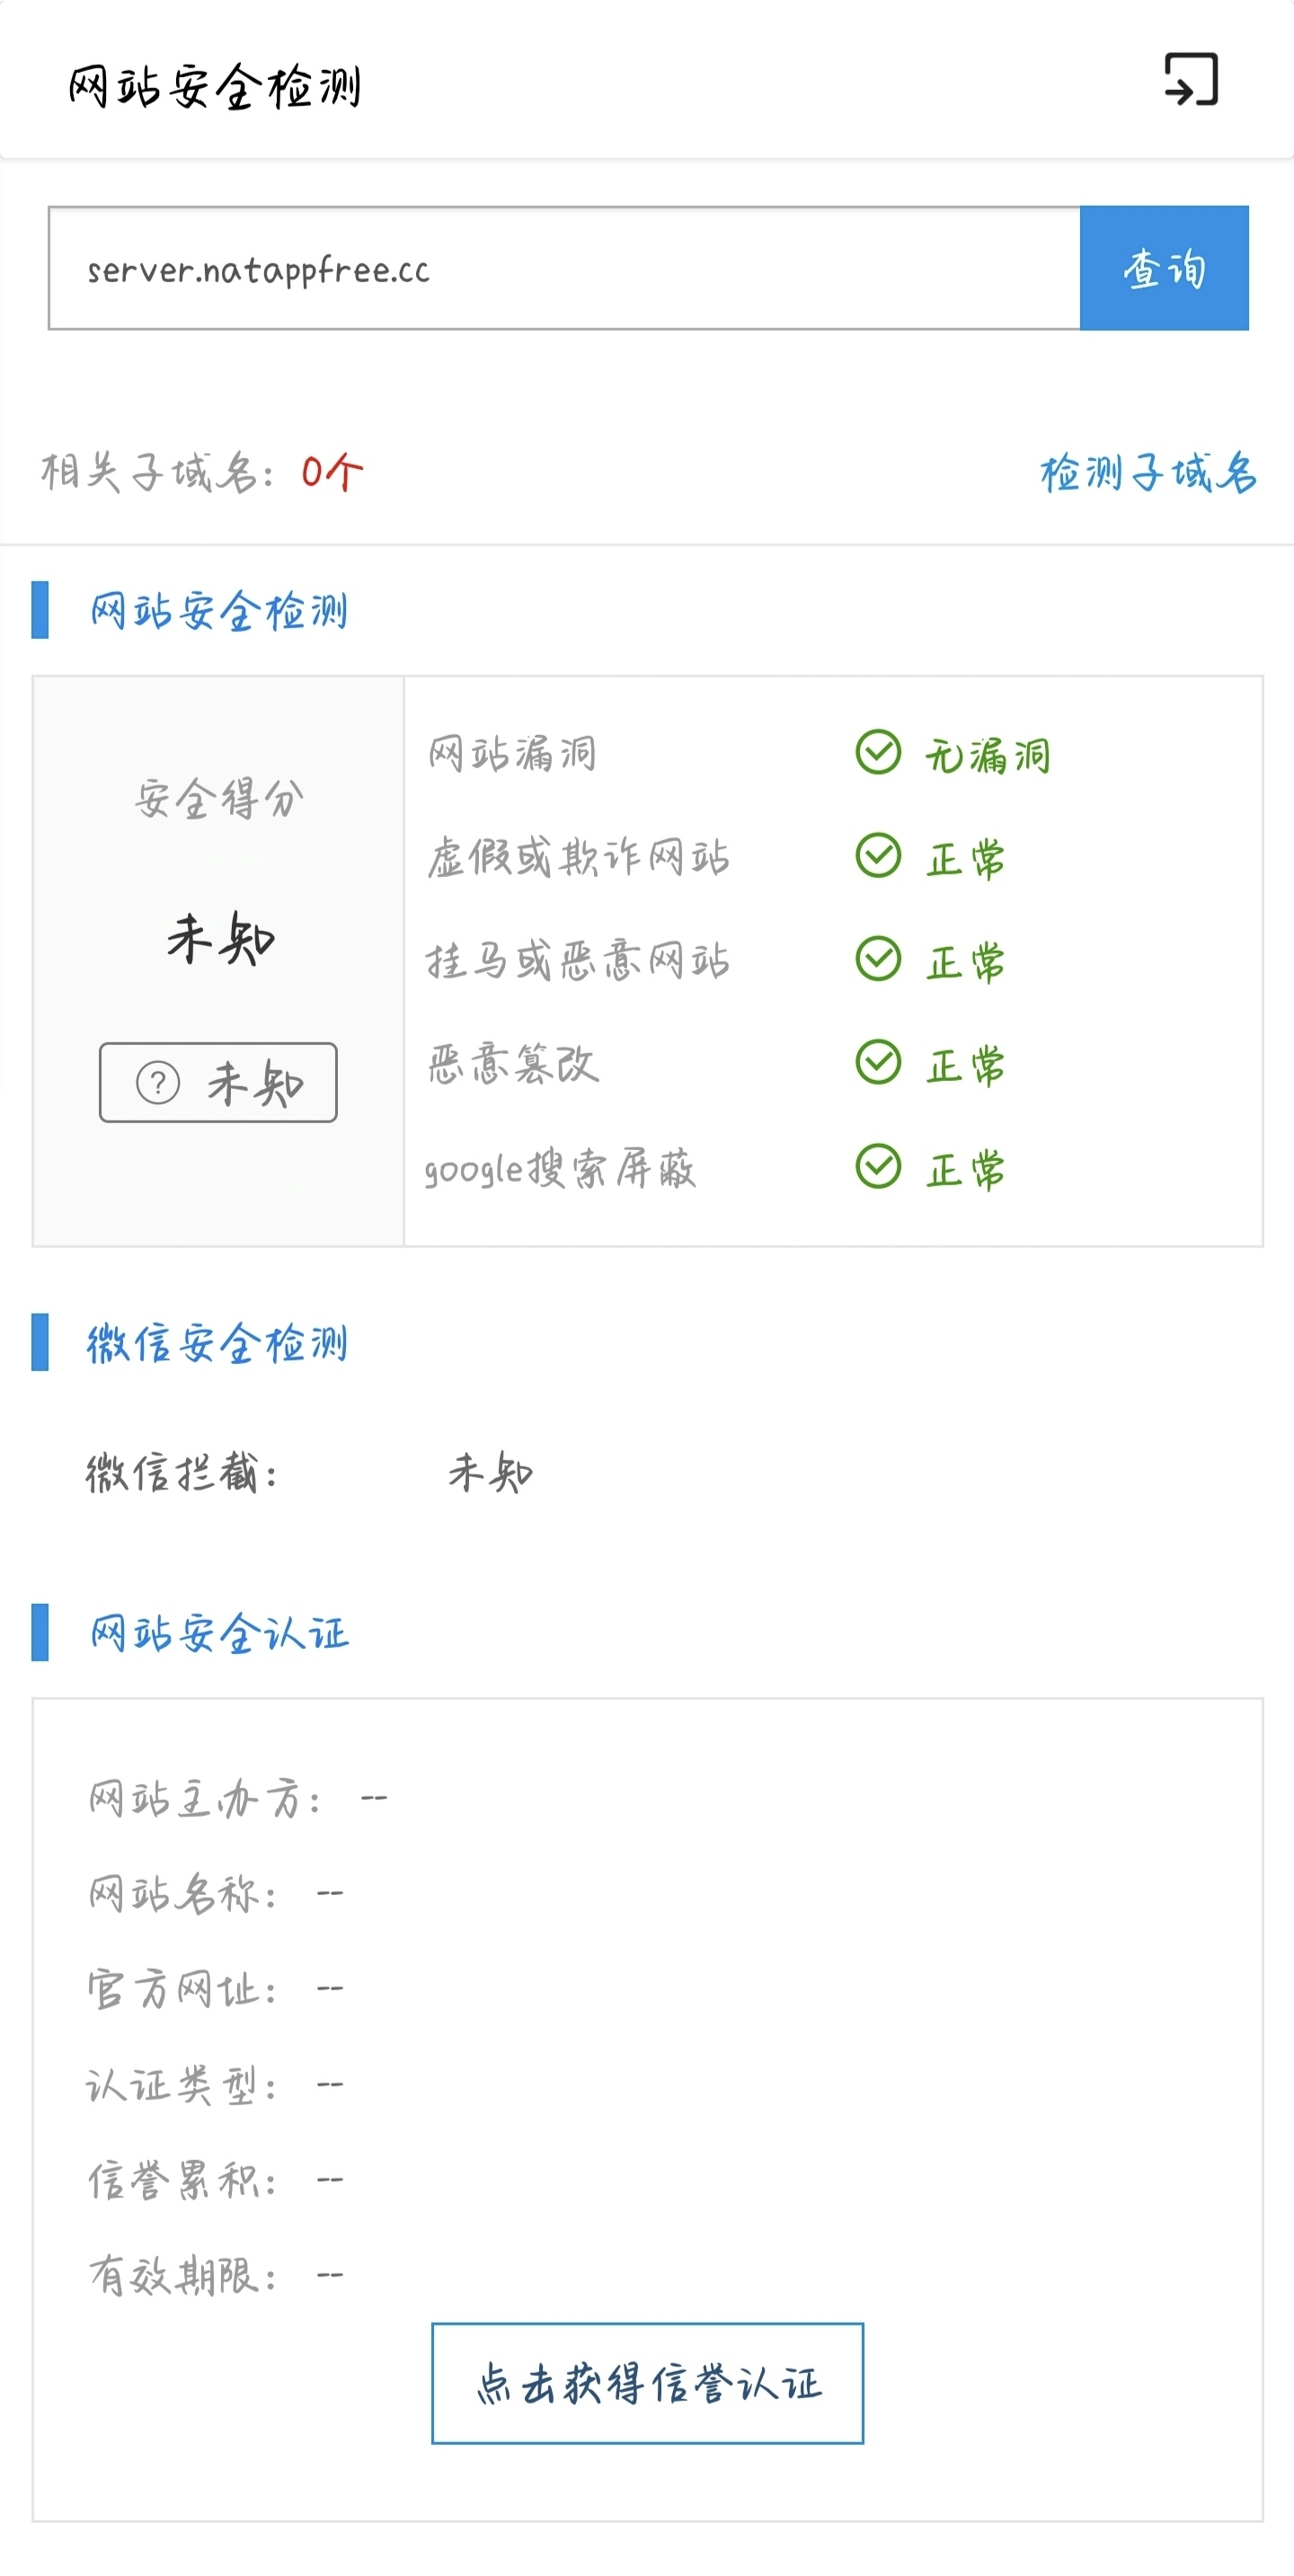 网站安全检测
server.natappfree.cc
查询
相关子域名：0个
检测子域名
网站安全检测
安全得分
未知
未知
网站漏洞 无漏洞
虚假或欺诈网站 正常
挂马或恶意网站 正常
恶意篡改 正常
google搜索屏蔽 正常
微信安全检测
微信拦截： 未知
网站安全认证
网站主办方： --
网站名称： --
官方网址： --
认证类型： --
信誉累积： --
有效期限： --
点击获得信誉认证